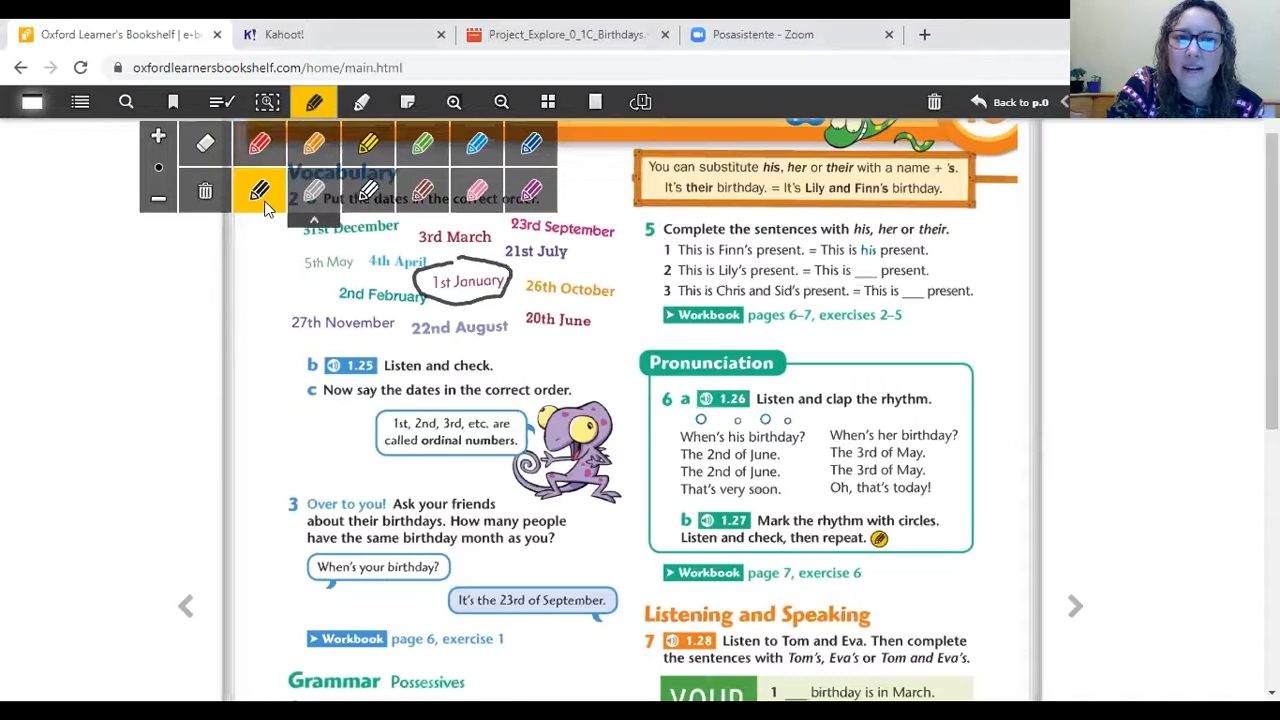 Oxford Learner's Bookshelf | e-b
K! Kahoot!
Project_Explore_0_1C_Birthdays.
Posasistente - Zoom
oxfordlearnersbookshelf.com/home/main.html
Back to p.0
Vocabulary
2 Put the dates in the correct order.
31st December
3rd March
23rd September
5th May
4th April
21st July
2nd February
1st January
26th October
27th November
22nd August
20th June
b 1.25 Listen and check.
c Now say the dates in the correct order.
1st, 2nd, 3rd, etc. are
called ordinal numbers.
3 Over to you! Ask your friends
about their birthdays. How many people
have the same birthday month as you?
When's your birthday?
It's the 23rd of September.
Workbook page 6, exercise 1
Grammar Possessives
You can substitute his, her or their with a name + 's.
It's their birthday. = It's Lily and Finn's birthday.
5 Complete the sentences with his, her or their.
1 This is Finn's present. = This is his present.
2 This is Lily's present. = This is ___ present.
3 This is Chris and Sid's present. = This is ___ present.
Workbook pages 6–7, exercises 2–5
Pronunciation
6 a 1.26 Listen and clap the rhythm.
When's his birthday?
The 2nd of June.
The 2nd of June.
That's very soon.
When's her birthday?
The 3rd of May.
The 3rd of May.
Oh, that's today!
b 1.27 Mark the rhythm with circles.
Listen and check, then repeat.
Workbook page 7, exercise 6
Listening and Speaking
7 1.28 Listen to Tom and Eva. Then complete
the sentences with Tom's, Eva's or Tom and Eva's.
YOUR
1 ___ birthday is in March.